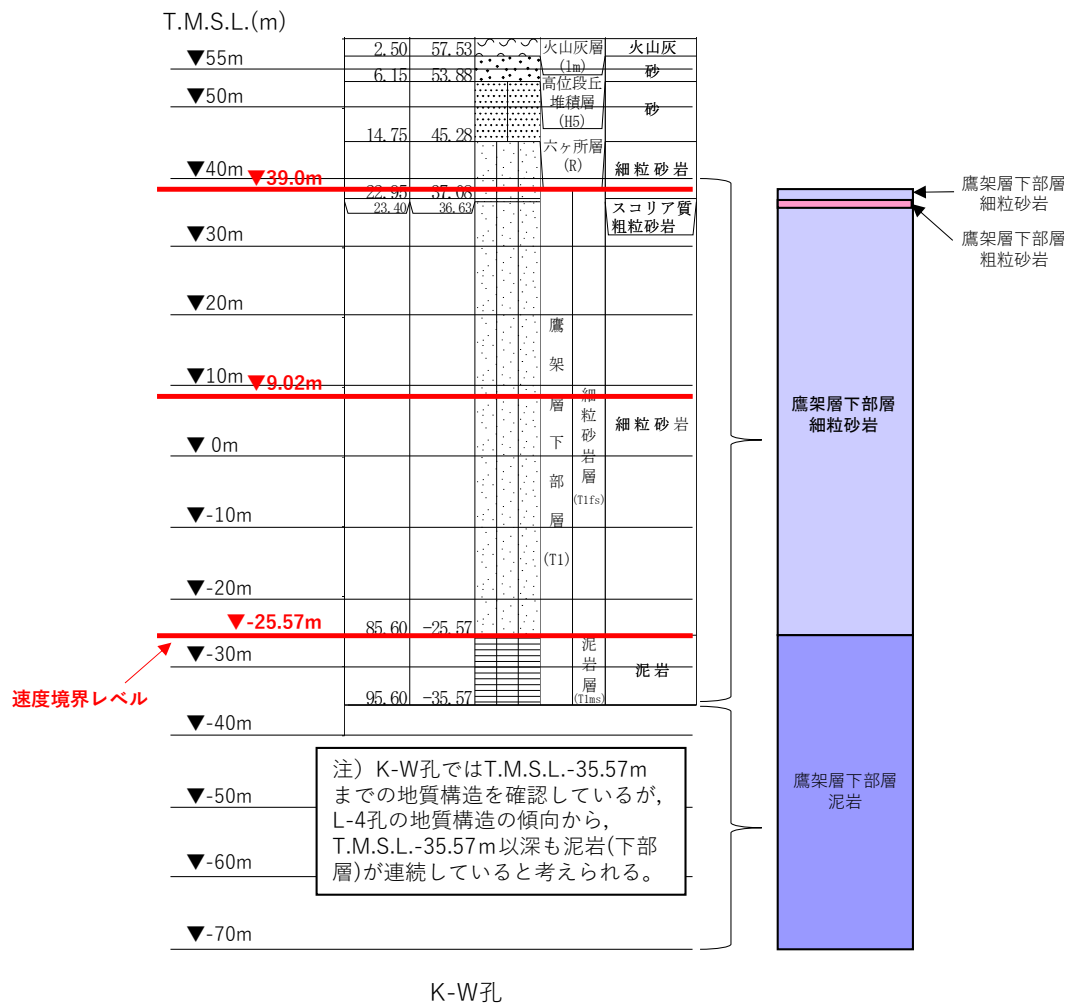 T.M.S.L.(m)
2.50 57.53 火山灰層 火山灰
▼55m
(lm)
6.15 53.88 砂
高位段丘
▼50m
堆積層
砂
(H5)
14.75 45.28
六ヶ所層
(R)
▼40m
細粒砂岩
▼39.0m
22.95 37.08
23.40 36.63 スコリア質
粗粒砂岩
▼30m
▼20m
鷹架層下部層(T1)
▼10m
▼9.02m
細粒砂岩層(T1fs)
細粒砂岩
▼0m
▼-10m
▼-20m
▼-25.57m
85.60 -25.57
▼-30m
泥岩層(T1ms)
泥岩
速度境界レベル
95.60 -35.57
▼-40m
▼-50m
▼-60m
▼-70m
注）K-W孔ではT.M.S.L.-35.57m
までの地質構造を確認しているが，
L-4孔の地質構造の傾向から，
T.M.S.L.-35.57m以深も泥岩(下部
層)が連続していると考えられる。
鷹架層下部層
細粒砂岩
鷹架層下部層
粗粒砂岩
鷹架層下部層
細粒砂岩
鷹架層下部層
泥岩
K-W孔